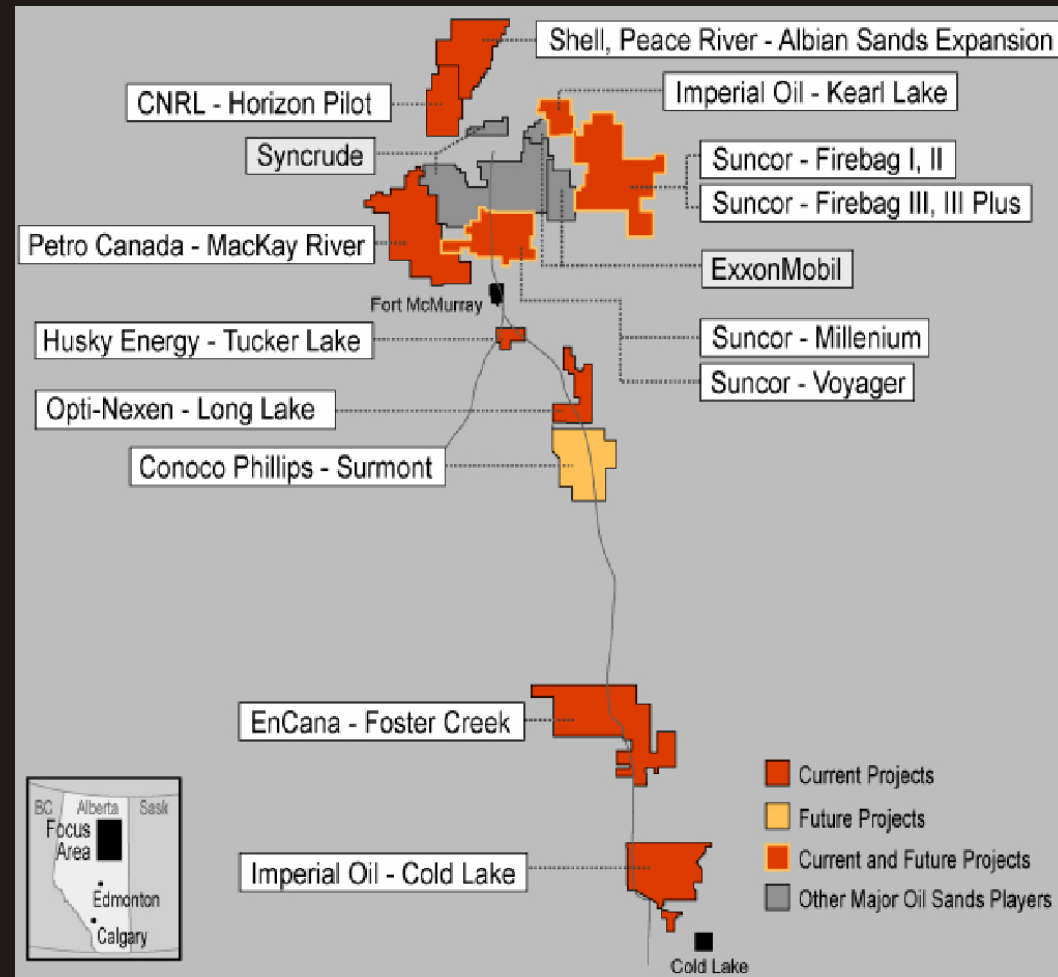 Shell, Peace River - Albian Sands Expansion
CNRL - Horizon Pilot
Imperial Oil - Kearl Lake
Syncrude
Suncor - Firebag I, II
Suncor - Firebag III, III Plus
Petro Canada - MacKay River
ExxonMobil
Fort McMurray
Husky Energy - Tucker Lake
Suncor - Millenium
Suncor - Voyager
Opti-Nexen - Long Lake
Conoco Phillips - Surmont
EnCana - Foster Creek
Imperial Oil - Cold Lake
Cold Lake
BC Alberta Sask
Focus
Area
Edmonton
Calgary
Current Projects
Future Projects
Current and Future Projects
Other Major Oil Sands Players